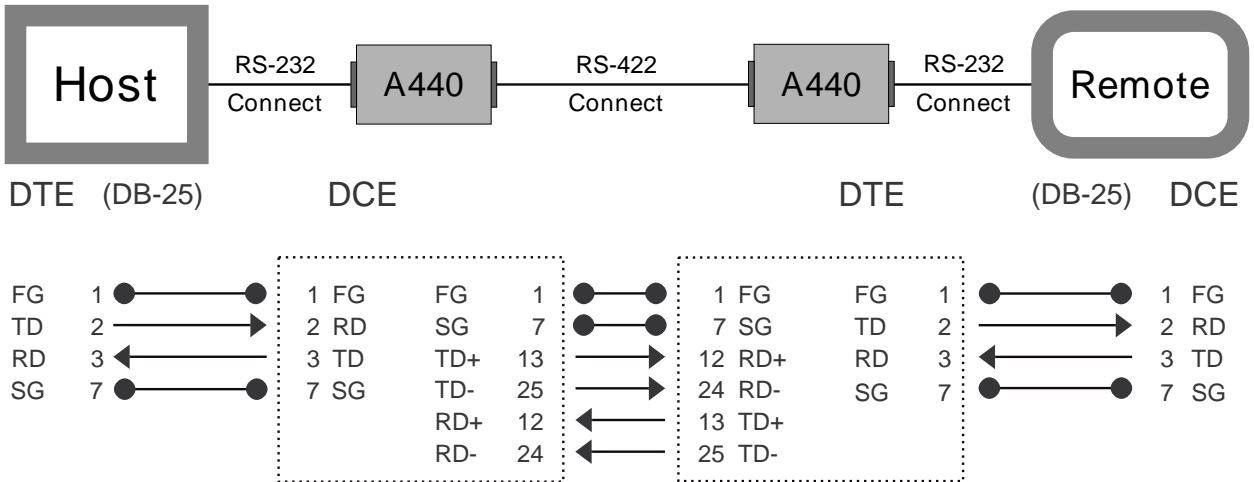 Host
RS-232
Connect
A440
RS-422
Connect
A440
RS-232
Connect
Remote
DTE (DB-25) DCE DTE (DB-25) DCE
FG 1 1 FG FG 1 1 FG FG 1 1 FG
TD 2 2 RD SG 7 7 SG TD 2 2 RD
RD 3 3 TD TD+ 13 12 RD+ RD 3 3 TD
SG 7 7 SG TD- 25 24 RD- SG 7 7 SG
RD+ 12 13 TD+
RD- 24 25 TD-